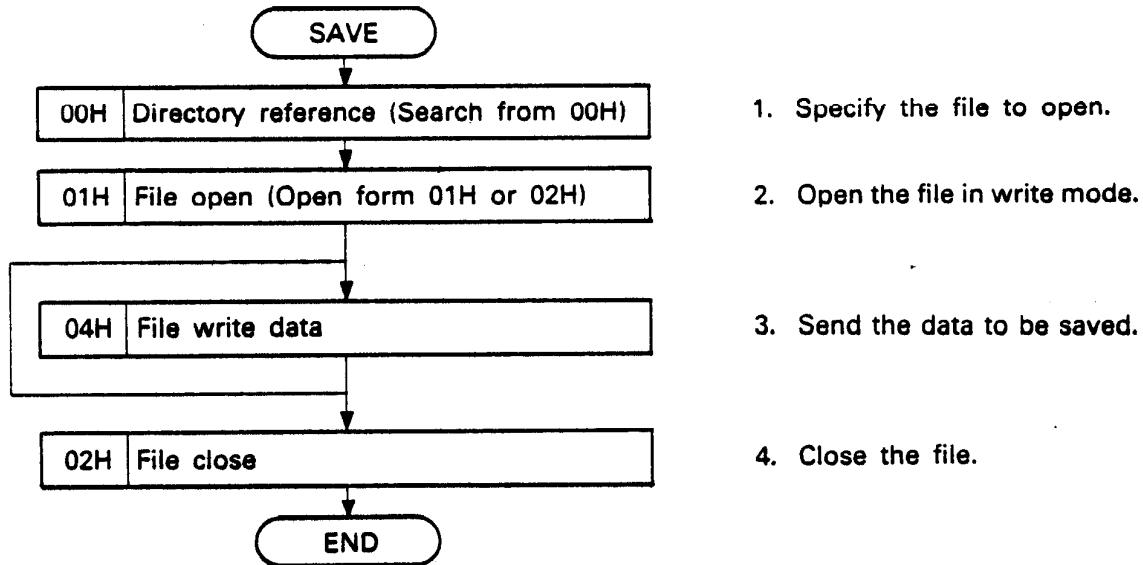 SAVE
00H Directory reference (Search from 00H) 1. Specify the file to open.
01H File open (Open form 01H or 02H) 2. Open the file in write mode.
04H File write data 3. Send the data to be saved.
02H File close 4. Close the file.
END